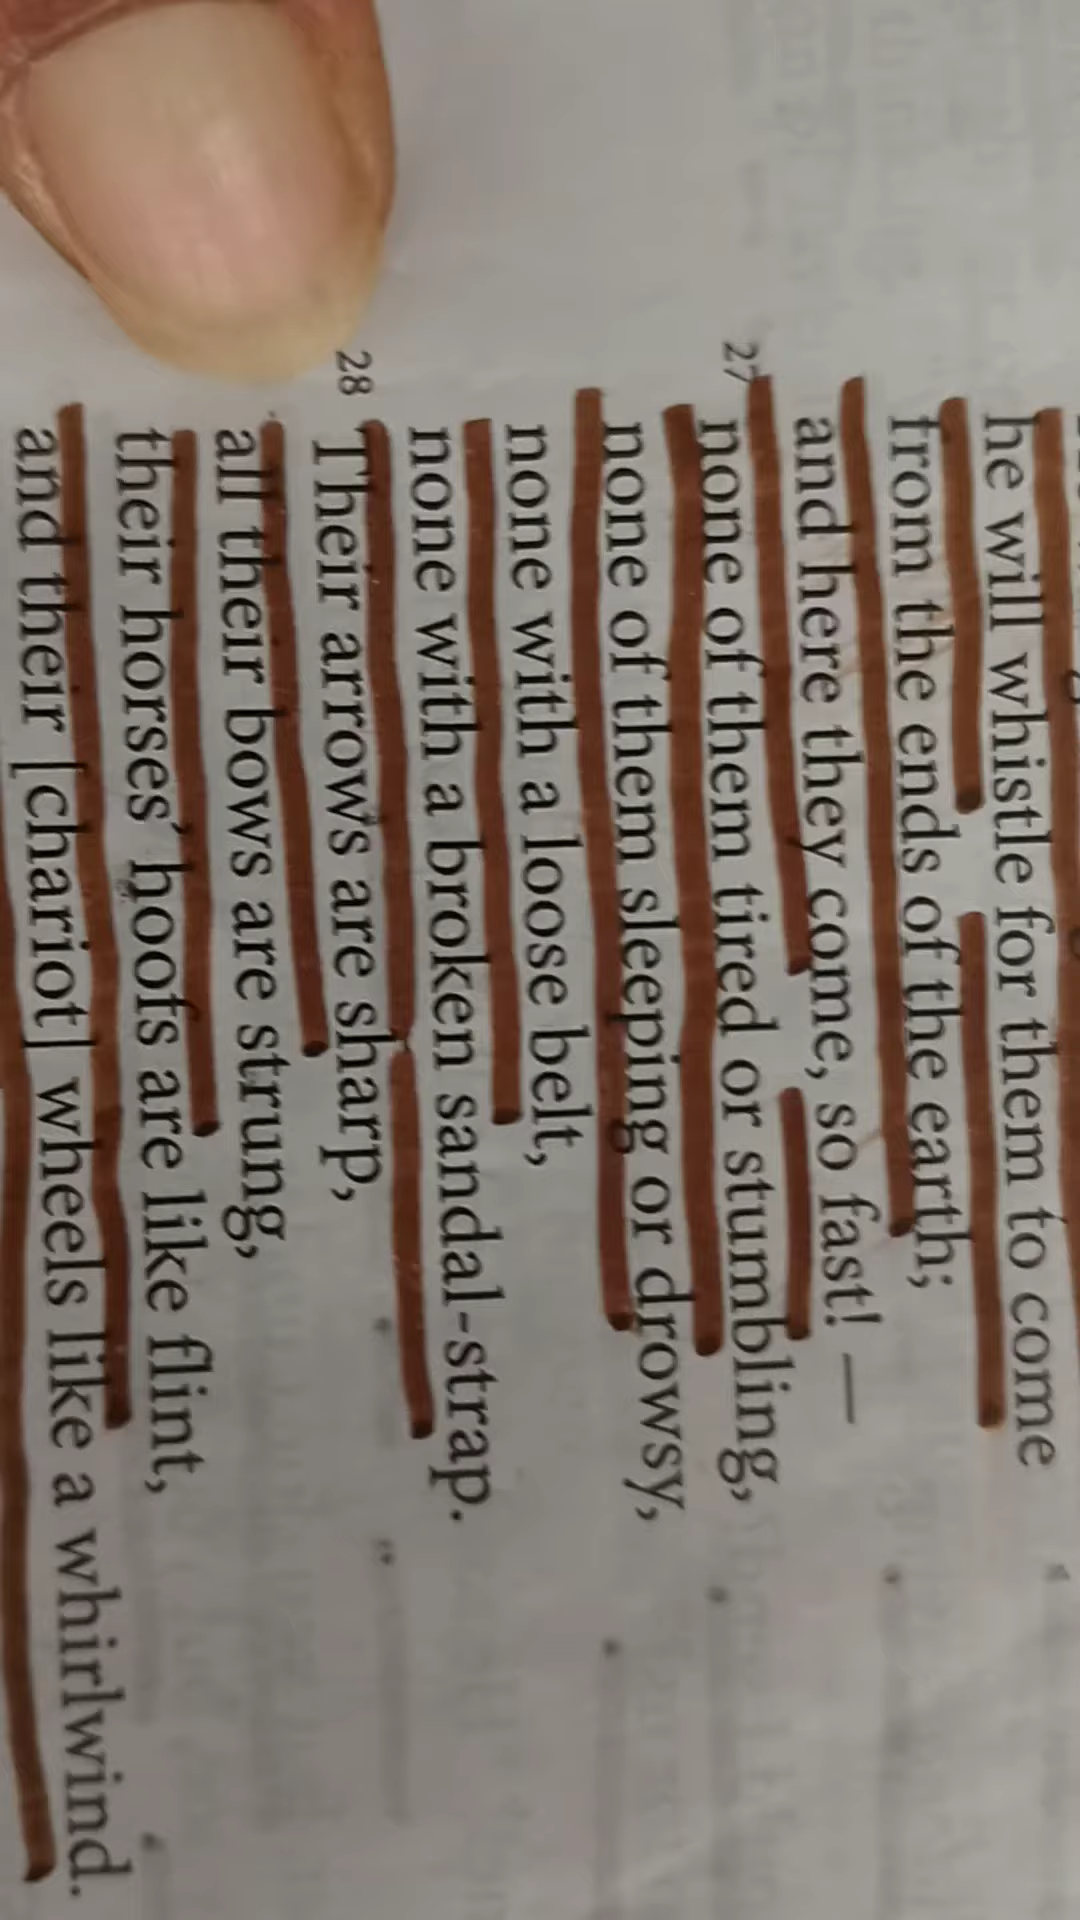 he will whistle for them to come
from the ends of the earth;
and here they come, so fast! —
27 none of them tired or stumbling,
none of them sleeping or drowsy,
none with a loose belt,
none with a broken sandal-strap.
28 Their arrows are sharp,
all their bows are strung,
their horses’ hoofs are like flint,
and their [chariot] wheels like a whirlwind.